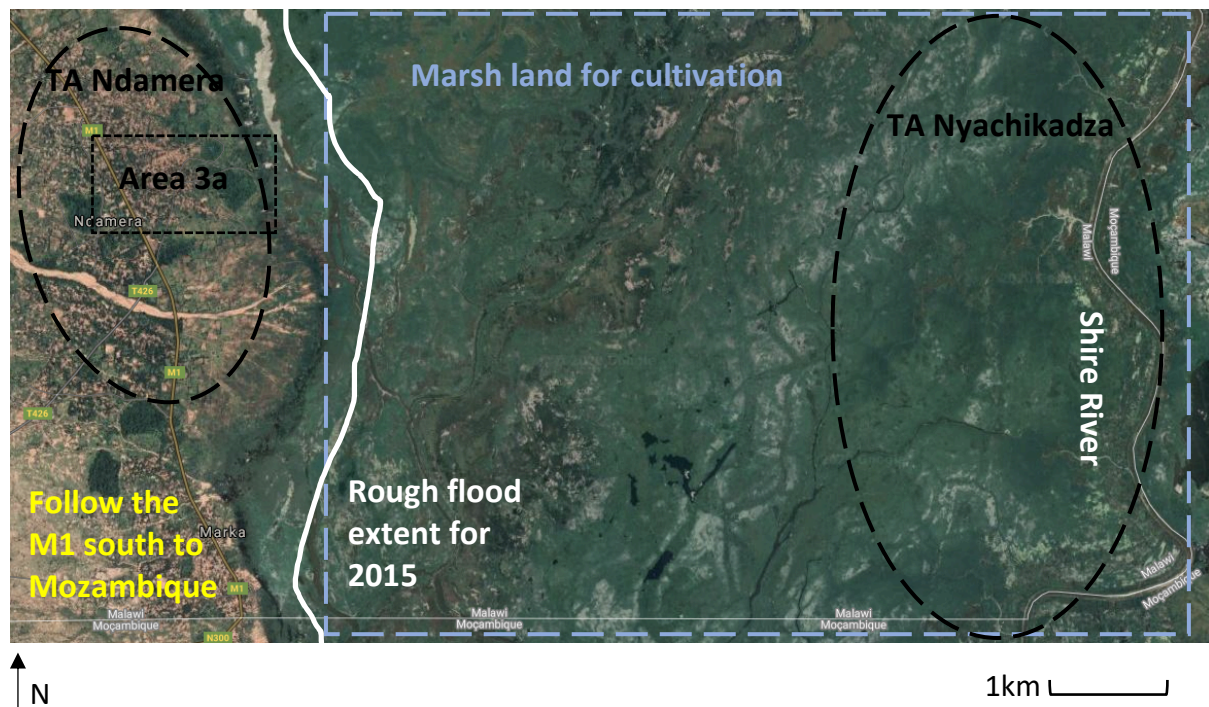 TA Ndamera
Marsh land for cultivation
TA Nyachikadza
M1
Area 3a
Ndamera
Malawi
Moçambique
T426
Shire River
M1
T426
Follow the
M1 south to
Mozambique
Rough flood
extent for
2015
Marka
M1
Malawi
Moçambique
Malawi
Moçambique
Malawi
Moçambique
Malawi
Moçambique
N300
N
1km